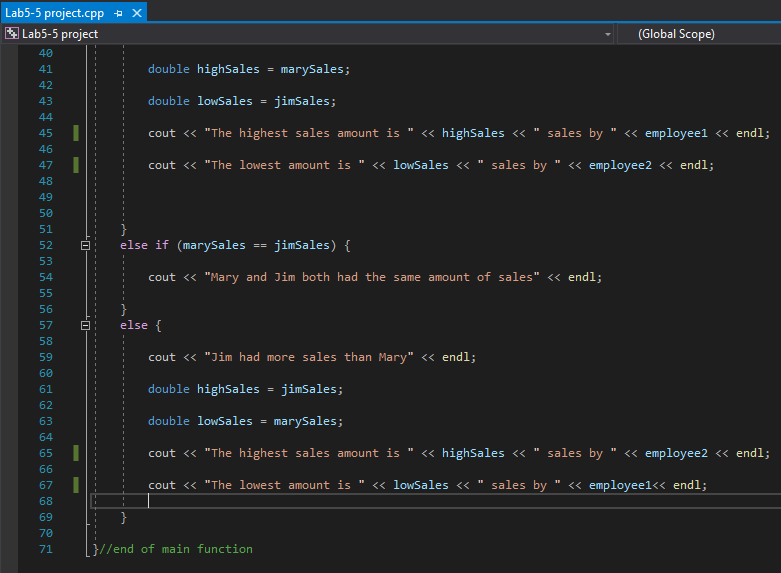 Lab5-5 project.cpp
Lab5-5 project (Global Scope)
40
41 double highSales = marySales;
42
43 double lowSales = jimSales;
44
45 cout << "The highest sales amount is " << highSales << " sales by " << employee1 << endl;
46
47 cout << "The lowest amount is " << lowSales << " sales by " << employee2 << endl;
48
49
50
51 }
52 else if (marySales == jimSales) {
53
54 cout << "Mary and Jim both had the same amount of sales" << endl;
55
56 }
57 else {
58
59 cout << "Jim had more sales than Mary" << endl;
60
61 double highSales = jimSales;
62
63 double lowSales = marySales;
64
65 cout << "The highest sales amount is " << highSales << " sales by " << employee2 << endl;
66
67 cout << "The lowest amount is " << lowSales << " sales by " << employee1<< endl;
68
69 }
70
71 }//end of main function